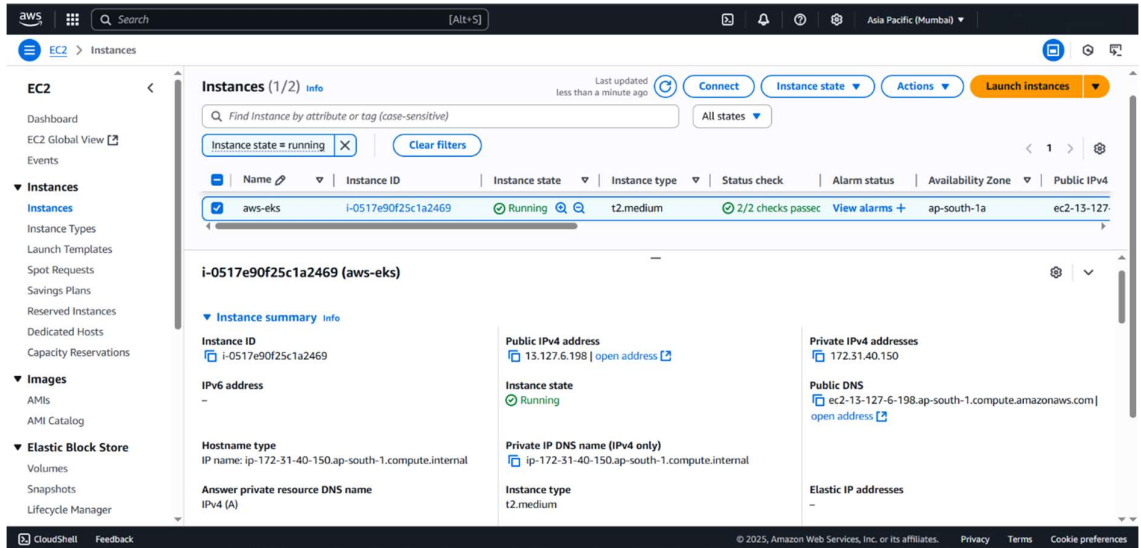 aws Search [Alt+S] Asia Pacific (Mumbai) ▼
EC2 > Instances
EC2
Dashboard
EC2 Global View
Events
▼ Instances
Instances
Instance Types
Launch Templates
Spot Requests
Savings Plans
Reserved Instances
Dedicated Hosts
Capacity Reservations
▼ Images
AMIs
AMI Catalog
▼ Elastic Block Store
Volumes
Snapshots
Lifecycle Manager
Instances (1/2) Info
Last updated
less than a minute ago
Connect Instance state ▼ Actions ▼ Launch instances ▼
Find Instance by attribute or tag (case-sensitive) All states ▼
Instance state = running Clear filters
< 1 >
Name Instance ID Instance state Instance type Status check Alarm status Availability Zone Public IPv4
aws-eks i-0517e90f25c1a2469 Running t2.medium 2/2 checks passec View alarms + ap-south-1a ec2-13-127-
i-0517e90f25c1a2469 (aws-eks)
▼ Instance summary Info
Instance ID
i-0517e90f25c1a2469
Public IPv4 address
13.127.6.198 | open address
Private IPv4 addresses
172.31.40.150
IPv6 address
–
Instance state
Running
Public DNS
ec2-13-127-6-198.ap-south-1.compute.amazonaws.com |
open address
Hostname type
IP name: ip-172-31-40-150.ap-south-1.compute.internal
Private IP DNS name (IPv4 only)
ip-172-31-40-150.ap-south-1.compute.internal
Answer private resource DNS name
IPv4 (A)
Instance type
t2.medium
Elastic IP addresses
–
CloudShell Feedback © 2025, Amazon Web Services, Inc. or its affiliates. Privacy Terms Cookie preferences